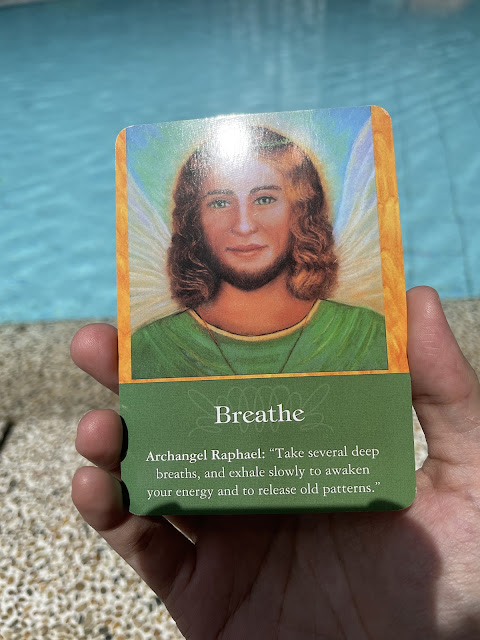 Breathe
Archangel Raphael: “Take several deep
breaths, and exhale slowly to awaken
your energy and to release old patterns.”